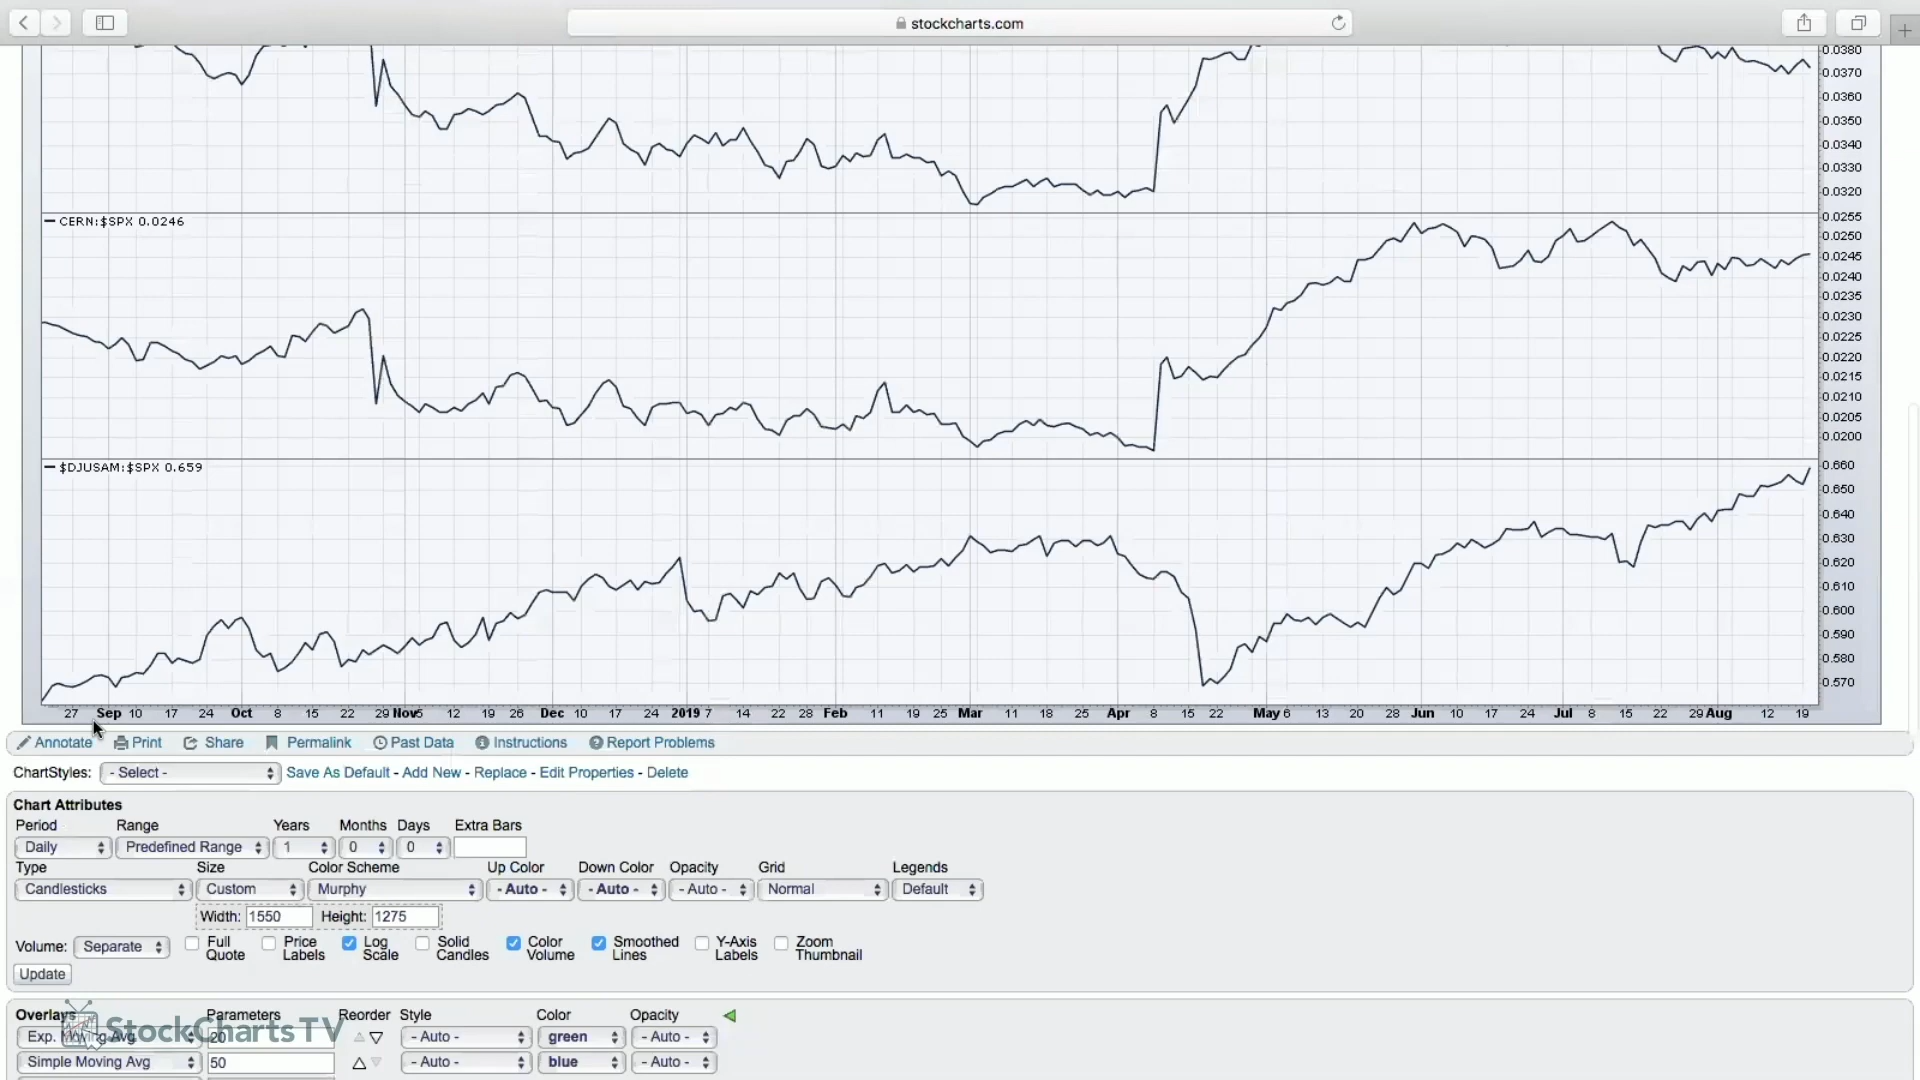 stockcharts.com
0.0380
0.0370
0.0360
0.0350
0.0340
0.0330
0.0320
CERN:$SPX 0.0246
0.0255
0.0250
0.0245
0.0240
0.0235
0.0230
0.0225
0.0220
0.0215
0.0210
0.0205
0.0200
$DJUSAM:$SPX 0.659
0.660
0.650
0.640
0.630
0.620
0.610
0.600
0.590
0.580
0.570
27 Sep 10 17 24 Oct 8 15 22 29 Nov 5 12 19 26 Dec 10 17 24 2019 7 14 22 28 Feb 11 19 25 Mar 11 18 25 Apr 8 15 22 May 6 13 20 28 Jun 10 17 24 Jul 8 15 22 29 Aug 12 19
Annotate Print Share Permalink Past Data Instructions Report Problems
ChartStyles: - Select - Save As Default - Add New - Replace - Edit Properties - Delete
Chart Attributes
Period Range Years Months Days Extra Bars
Daily Predefined Range 1 0 0
Type Size Color Scheme Up Color Down Color Opacity Grid Legends
Candlesticks Custom Murphy - Auto - - Auto - - Auto - Normal Default
Width: 1550 Height: 1275
Volume: Separate Full Quote Price Labels Log Scale Solid Candles Color Volume Smoothed Lines Y-Axis Labels Zoom Thumbnail
Update
Overlays Parameters Reorder Style Color Opacity
Exp. Moving Avg 20 - Auto - green - Auto -
StockCharts TV
Simple Moving Avg 50 - Auto - blue - Auto -